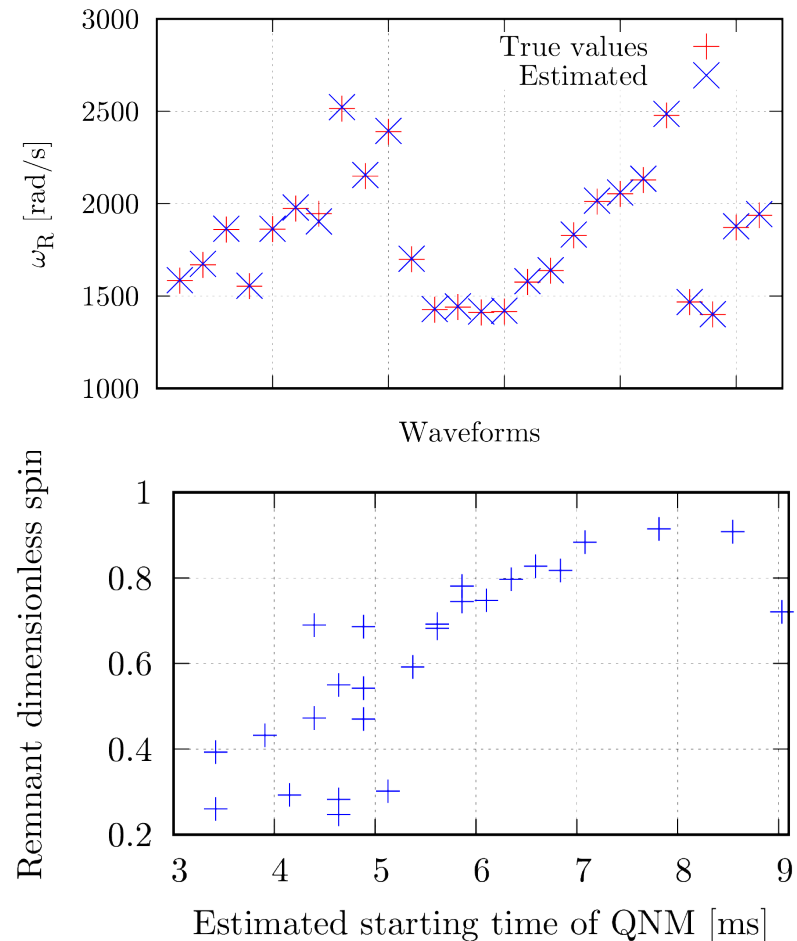 3000
2500
2000
1500
1000
ωR [rad/s]
True values
Estimated
Waveforms
1
0.8
0.6
0.4
0.2
Remnant dimensionless spin
3 4 5 6 7 8 9
Estimated starting time of QNM [ms]